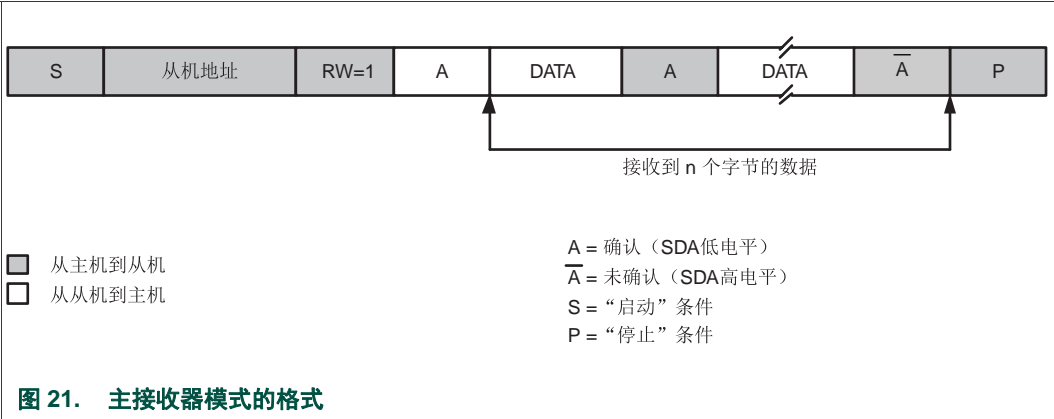 S 从机地址 RW=1 A DATA A DATA A̅ P
接收到 n 个字节的数据
从主机到从机
从从机到主机
A = 确认（SDA低电平）
A̅ = 未确认（SDA高电平）
S = “启动”条件
P = “停止”条件
图 21. 主接收器模式的格式